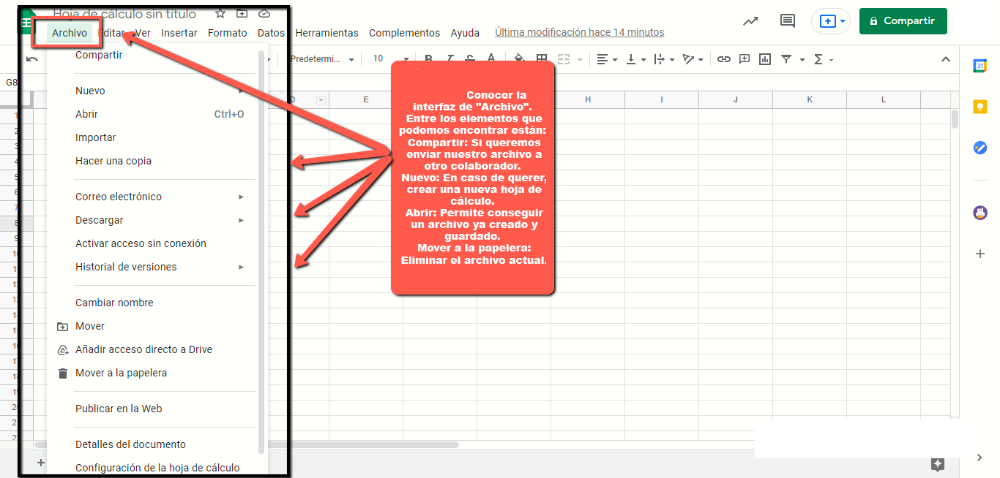 Hoja de cálculo sin título
Archivo Editar Ver Insertar Formato Datos Herramientas Complementos Ayuda Última modificación hace 14 minutos
Compartir
Predetermi... 10 B I S A Σ
G8
D E H I J K L
31
Compartir
Nuevo
Abrir Ctrl+O
Importar
Hacer una copia
Correo electrónico
Descargar
Activar acceso sin conexión
Historial de versiones
Cambiar nombre
Mover
Añadir acceso directo a Drive
Mover a la papelera
Publicar en la Web
Detalles del documento
Configuración de la hoja de cálculo
Conocer la
interfaz de "Archivo".
Entre los elementos que
podemos encontrar están:
Compartir: Si queremos
enviar nuestro archivo a
otro colaborador.
Nuevo: En caso de querer,
crear una nueva hoja de
cálculo.
Abrir: Permite conseguir
un archivo ya creado y
guardado.
Mover a la papelera:
Eliminar el archivo actual.